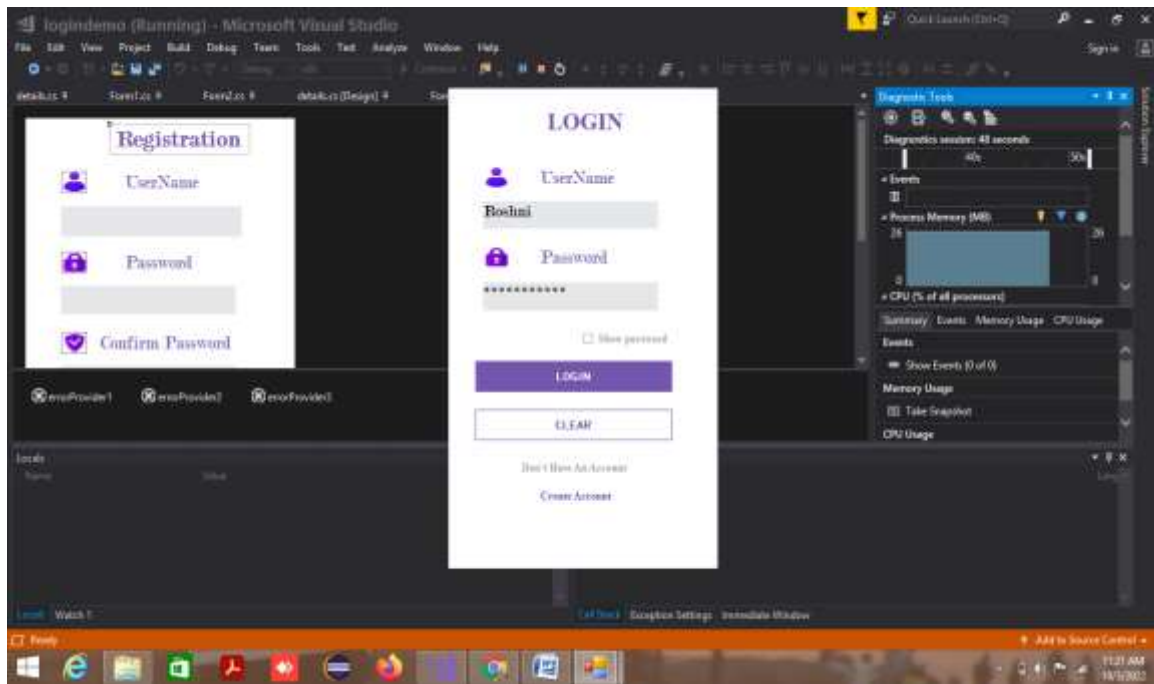 logindemo (Running) - Microsoft Visual Studio
Quick Launch (Ctrl+Q)
File Edit View Project Build Debug Team Tools Test Analyze Window Help
Sign in
details.cs Form1.cs Form2.cs details.cs [Design]
Registration
UserName
Password
Confirm Password
errorProvider1 errorProvider2 errorProvider3
LOGIN
UserName
Roshni
Password
***********
Show password
LOGIN
CLEAR
Don't Have An Account
Create Account
Diagnostic Tools
Diagnostics session: 48 seconds
40s 50s
Events
Process Memory (MB)
26 26
0 0
CPU (% of all processors)
Summary Events Memory Usage CPU Usage
Events
Show Events (0 of 0)
Memory Usage
Take Snapshot
CPU Usage
Solution Explorer
Locals
Name Value
Locals Watch 1
Call Stack Exception Settings Immediate Window
Ready
Add to Source Control
11:21 AM